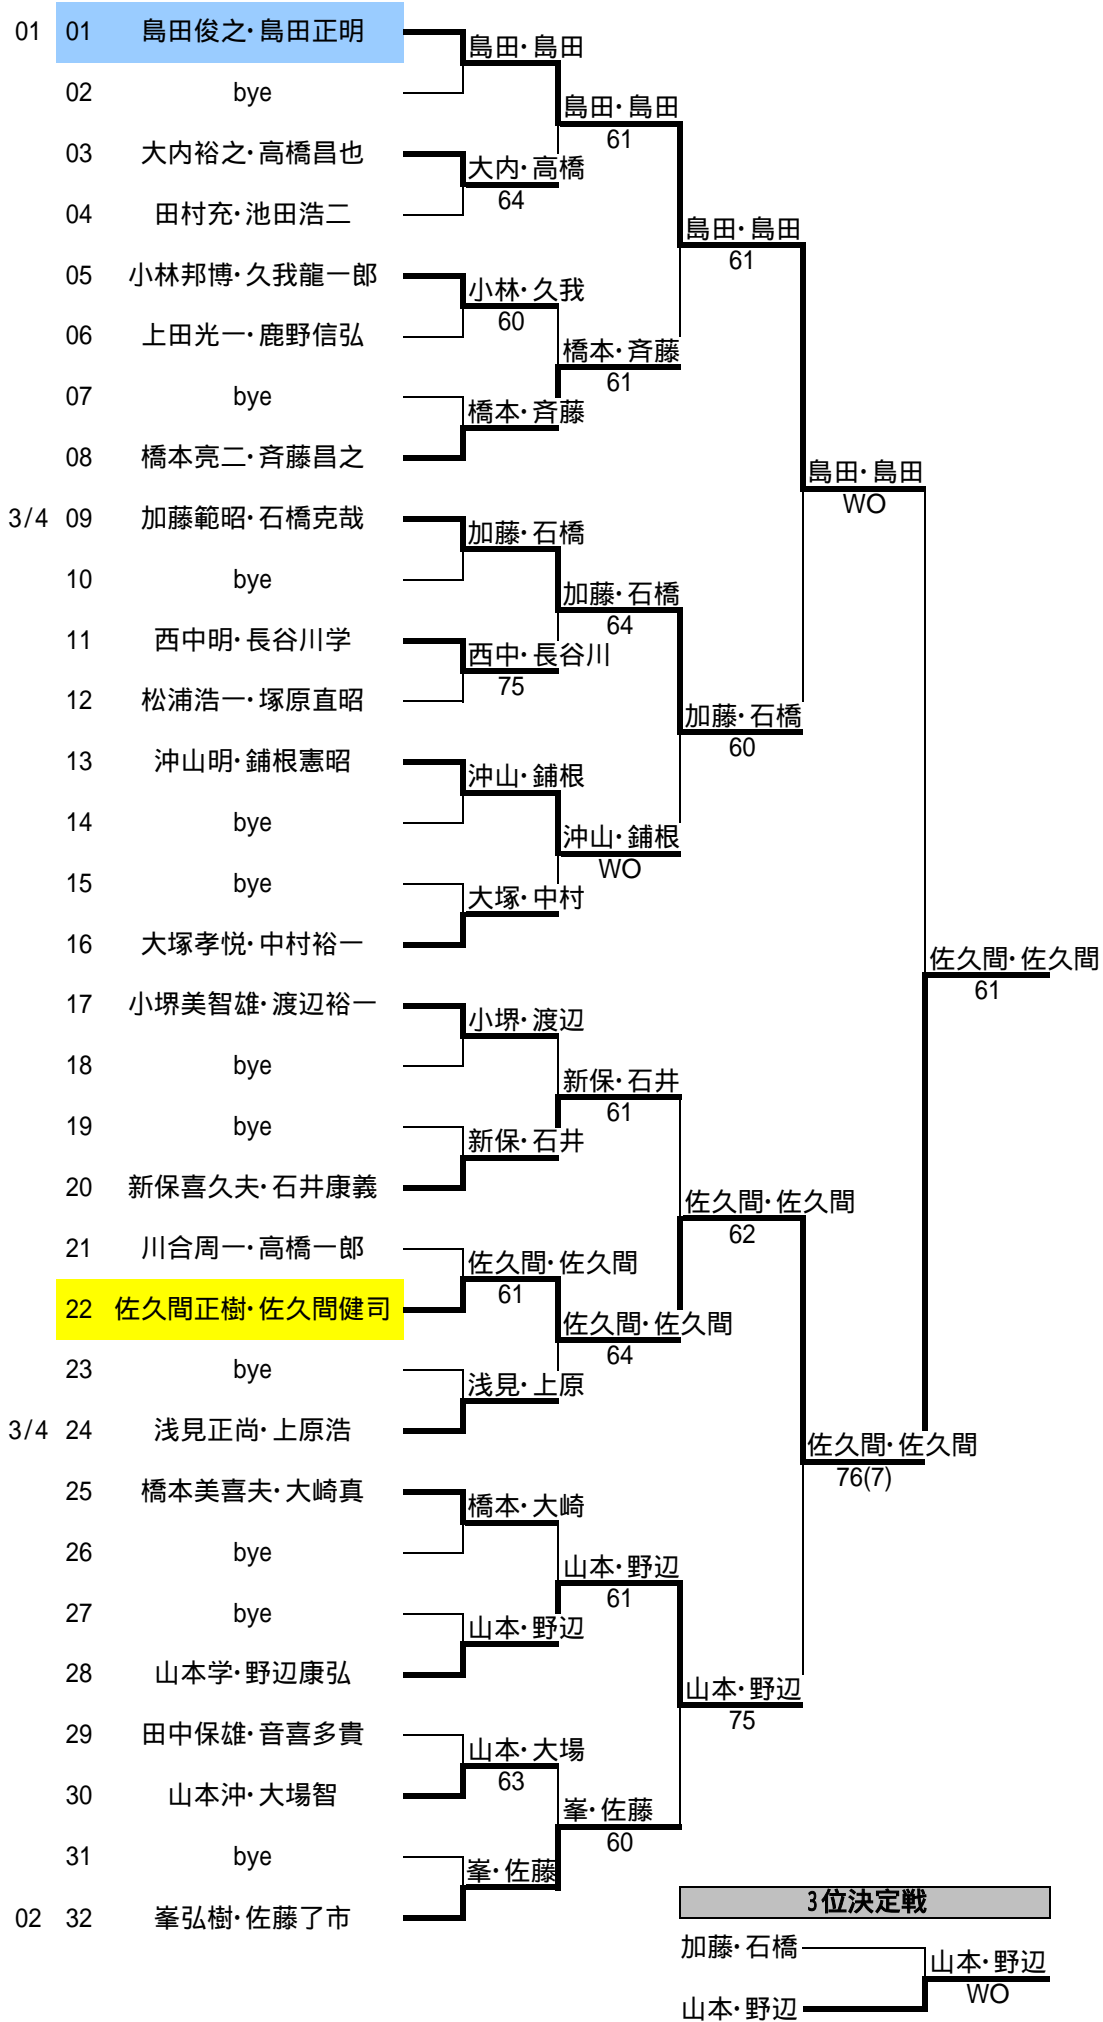 01 01 島田俊之・島田正明
島田・島田
02 bye
島田・島田
61
03 大内裕之・高橋昌也
大内・高橋
64
04 田村充・池田浩二
島田・島田
61
05 小林邦博・久我龍一郎
小林・久我
60
06 上田光一・鹿野信弘
橋本・斉藤
61
07 bye
橋本・斉藤
08 橋本亮二・斉藤昌之
島田・島田
WO
3/4 09 加藤範昭・石橋克哉
加藤・石橋
10 bye
加藤・石橋
64
11 西中明・長谷川学
西中・長谷川
75
12 松浦浩一・塚原直昭
加藤・石橋
60
13 沖山明・鋪根憲昭
沖山・鋪根
14 bye
沖山・鋪根
WO
15 bye
大塚・中村
16 大塚孝悦・中村裕一
佐久間・佐久間
61
17 小堺美智雄・渡辺裕一
小堺・渡辺
18 bye
新保・石井
61
19 bye
新保・石井
20 新保喜久夫・石井康義
佐久間・佐久間
62
21 川合周一・高橋一郎
佐久間・佐久間
61
22 佐久間正樹・佐久間健司
佐久間・佐久間
64
23 bye
浅見・上原
3/4 24 浅見正尚・上原浩
佐久間・佐久間
76(7)
25 橋本美喜夫・大崎真
橋本・大崎
26 bye
山本・野辺
61
27 bye
山本・野辺
28 山本学・野辺康弘
山本・野辺
75
29 田中保雄・音喜多貴
山本・大場
63
30 山本沖・大場智
峯・佐藤
60
31 bye
峯・佐藤
02 32 峯弘樹・佐藤了市
3位決定戦
加藤・石橋
山本・野辺
WO
山本・野辺